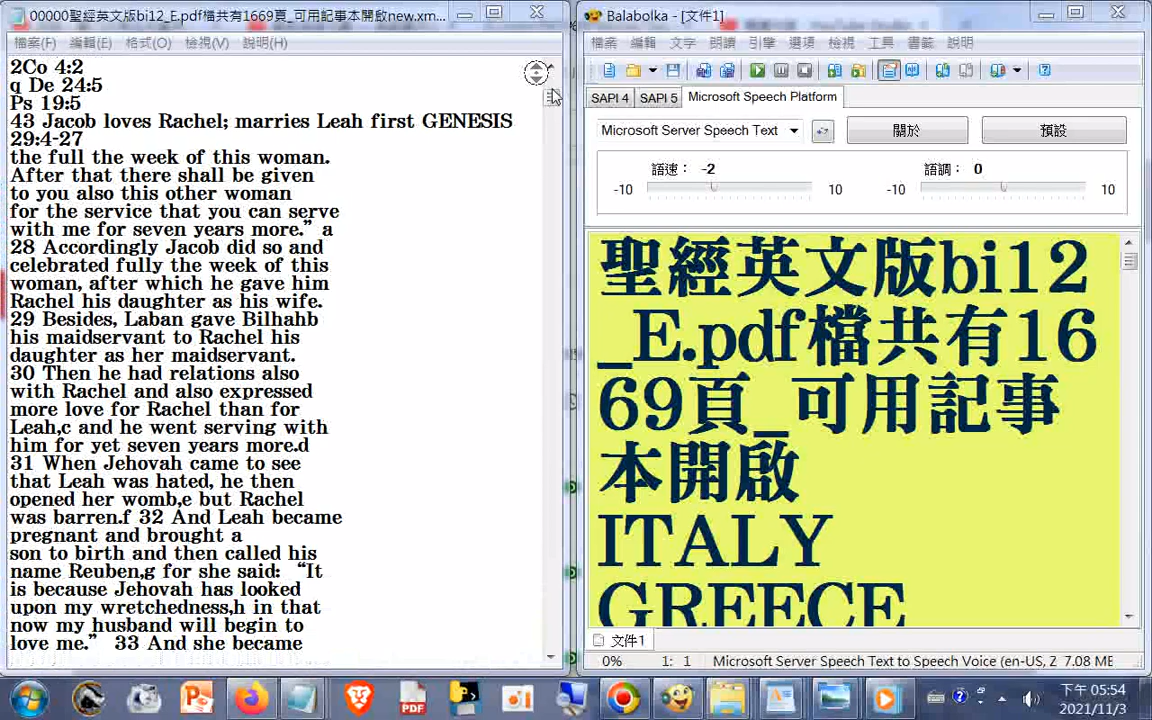 00000聖經英文版bi12_E.pdf檔共有1669頁_可用記事本開啟new.xm...
檔案(F) 編輯(E) 格式(O) 檢視(V) 說明(H)
2Co 4:2
q De 24:5
Ps 19:5
43 Jacob loves Rachel; marries Leah first GENESIS
29:4-27
the full the week of this woman.
After that there shall be given
to you also this other woman
for the service that you can serve
with me for seven years more.” a
28 Accordingly Jacob did so and
celebrated fully the week of this
woman, after which he gave him
Rachel his daughter as his wife.
29 Besides, Laban gave Bilhahb
his maidservant to Rachel his
daughter as her maidservant.
30 Then he had relations also
with Rachel and also expressed
more love for Rachel than for
Leah,c and he went serving with
him for yet seven years more.d
31 When Jehovah came to see
that Leah was hated, he then
opened her womb,e but Rachel
was barren.f 32 And Leah became
pregnant and brought a
son to birth and then called his
name Reuben,g for she said: “It
is because Jehovah has looked
upon my wretchedness,h in that
now my husband will begin to
love me.” 33 And she became
Balabolka - [文件1]
檔案 編輯 文字 朗讀 引擎 選項 檢視 工具 書籤 說明
SAPI 4 SAPI 5 Microsoft Speech Platform
Microsoft Server Speech Text 關於 預設
語速： -2 語調： 0
-10 10 -10 10
聖經英文版bi12
_E.pdf檔共有16
69頁_可用記事
本開啟
ITALY
GREECE
文件1
0% 1: 1 Microsoft Server Speech Text to Speech Voice (en-US, Z 7.08 ME
下午 05:54
2021/11/3